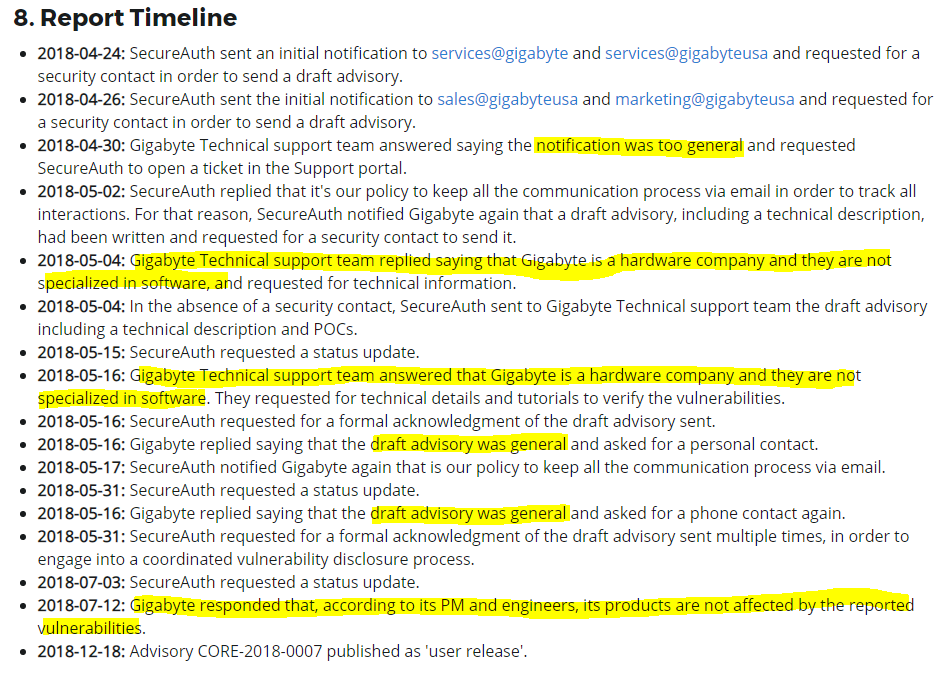 8. Report Timeline
2018-04-24: SecureAuth sent an initial notification to services@gigabyte and services@gigabyteusa and requested for a
security contact in order to send a draft advisory.
2018-04-26: SecureAuth sent the initial notification to sales@gigabyteusa and marketing@gigabyteusa and requested for
a security contact in order to send a draft advisory.
2018-04-30: Gigabyte Technical support team answered saying the notification was too general and requested
SecureAuth to open a ticket in the Support portal.
2018-05-02: SecureAuth replied that it's our policy to keep all the communication process via email in order to track all
interactions. For that reason, SecureAuth notified Gigabyte again that a draft advisory, including a technical description,
had been written and requested for a security contact to send it.
2018-05-04: Gigabyte Technical support team replied saying that Gigabyte is a hardware company and they are not
specialized in software, and requested for technical information.
2018-05-04: In the absence of a security contact, SecureAuth sent to Gigabyte Technical support team the draft advisory
including a technical description and POCs.
2018-05-15: SecureAuth requested a status update.
2018-05-16: Gigabyte Technical support team answered that Gigabyte is a hardware company and they are not
specialized in software. They requested for technical details and tutorials to verify the vulnerabilities.
2018-05-16: SecureAuth requested for a formal acknowledgment of the draft advisory sent.
2018-05-16: Gigabyte replied saying that the draft advisory was general and asked for a personal contact.
2018-05-17: SecureAuth notified Gigabyte again that is our policy to keep all the communication process via email.
2018-05-31: SecureAuth requested a status update.
2018-05-16: Gigabyte replied saying that the draft advisory was general and asked for a phone contact again.
2018-05-31: SecureAuth requested for a formal acknowledgment of the draft advisory sent multiple times, in order to
engage into a coordinated vulnerability disclosure process.
2018-07-03: SecureAuth requested a status update.
2018-07-12: Gigabyte responded that, according to its PM and engineers, its products are not affected by the reported
vulnerabilities.
2018-12-18: Advisory CORE-2018-0007 published as 'user release'.